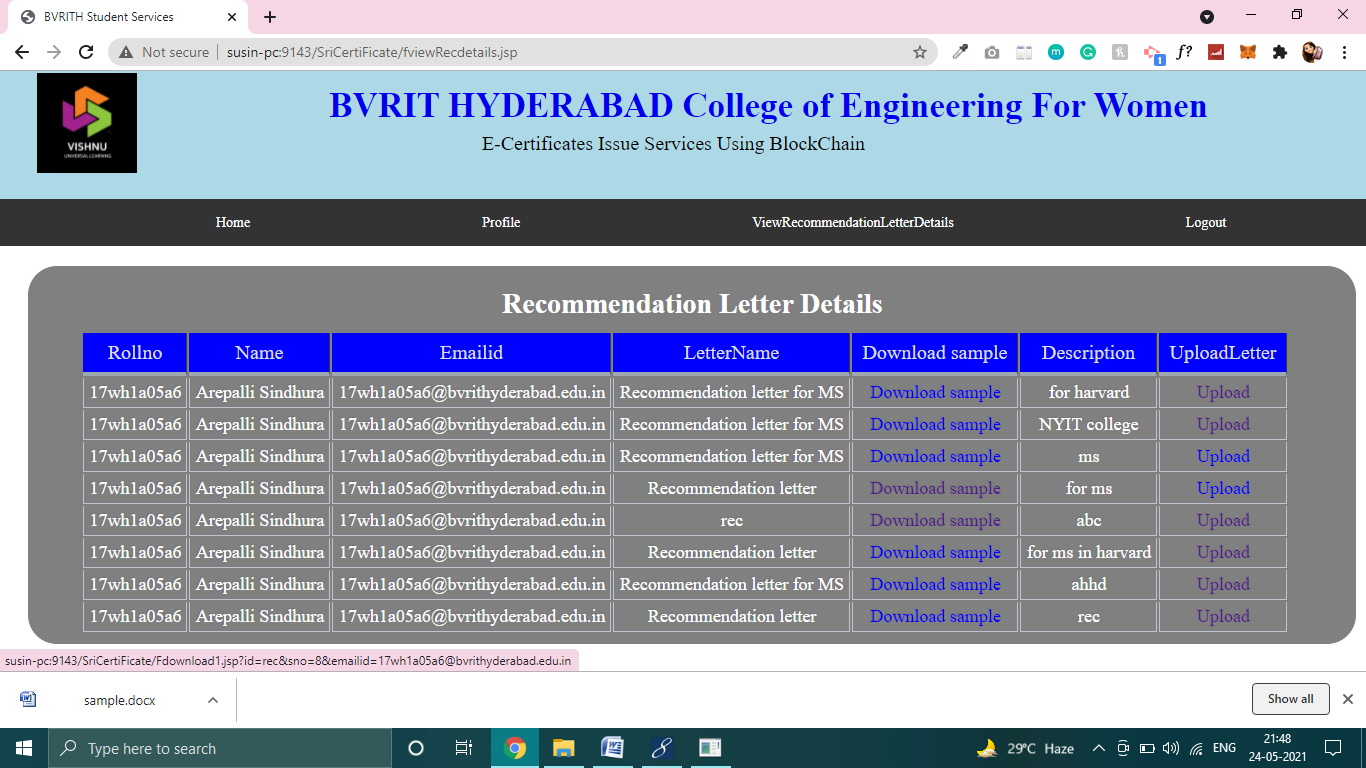 BVRITH Student Services
Not secure susin-pc:9143/SriCertiFicate/fviewRecdetails.jsp
f?
1
VISHNU
UNIVERSAL LEARNING
BVRIT HYDERABAD College of Engineering For Women
E-Certificates Issue Services Using BlockChain
Home Profile ViewRecommendationLetterDetails Logout
Recommendation Letter Details
Rollno Name Emailid LetterName Download sample Description UploadLetter
17wh1a05a6 Arepalli Sindhura 17wh1a05a6@bvrithyderabad.edu.in Recommendation letter for MS Download sample for harvard Upload
17wh1a05a6 Arepalli Sindhura 17wh1a05a6@bvrithyderabad.edu.in Recommendation letter for MS Download sample NYIT college Upload
17wh1a05a6 Arepalli Sindhura 17wh1a05a6@bvrithyderabad.edu.in Recommendation letter for MS Download sample ms Upload
17wh1a05a6 Arepalli Sindhura 17wh1a05a6@bvrithyderabad.edu.in Recommendation letter Download sample for ms Upload
17wh1a05a6 Arepalli Sindhura 17wh1a05a6@bvrithyderabad.edu.in rec Download sample abc Upload
17wh1a05a6 Arepalli Sindhura 17wh1a05a6@bvrithyderabad.edu.in Recommendation letter Download sample for ms in harvard Upload
17wh1a05a6 Arepalli Sindhura 17wh1a05a6@bvrithyderabad.edu.in Recommendation letter for MS Download sample ahhd Upload
17wh1a05a6 Arepalli Sindhura 17wh1a05a6@bvrithyderabad.edu.in Recommendation letter Download sample rec Upload
susin-pc:9143/SriCertiFicate/Fdownload1.jsp?id=rec&sno=8&emailid=17wh1a05a6@bvrithyderabad.edu.in
sample.docx Show all
Type here to search 29°C Haze ENG 21:48
24-05-2021